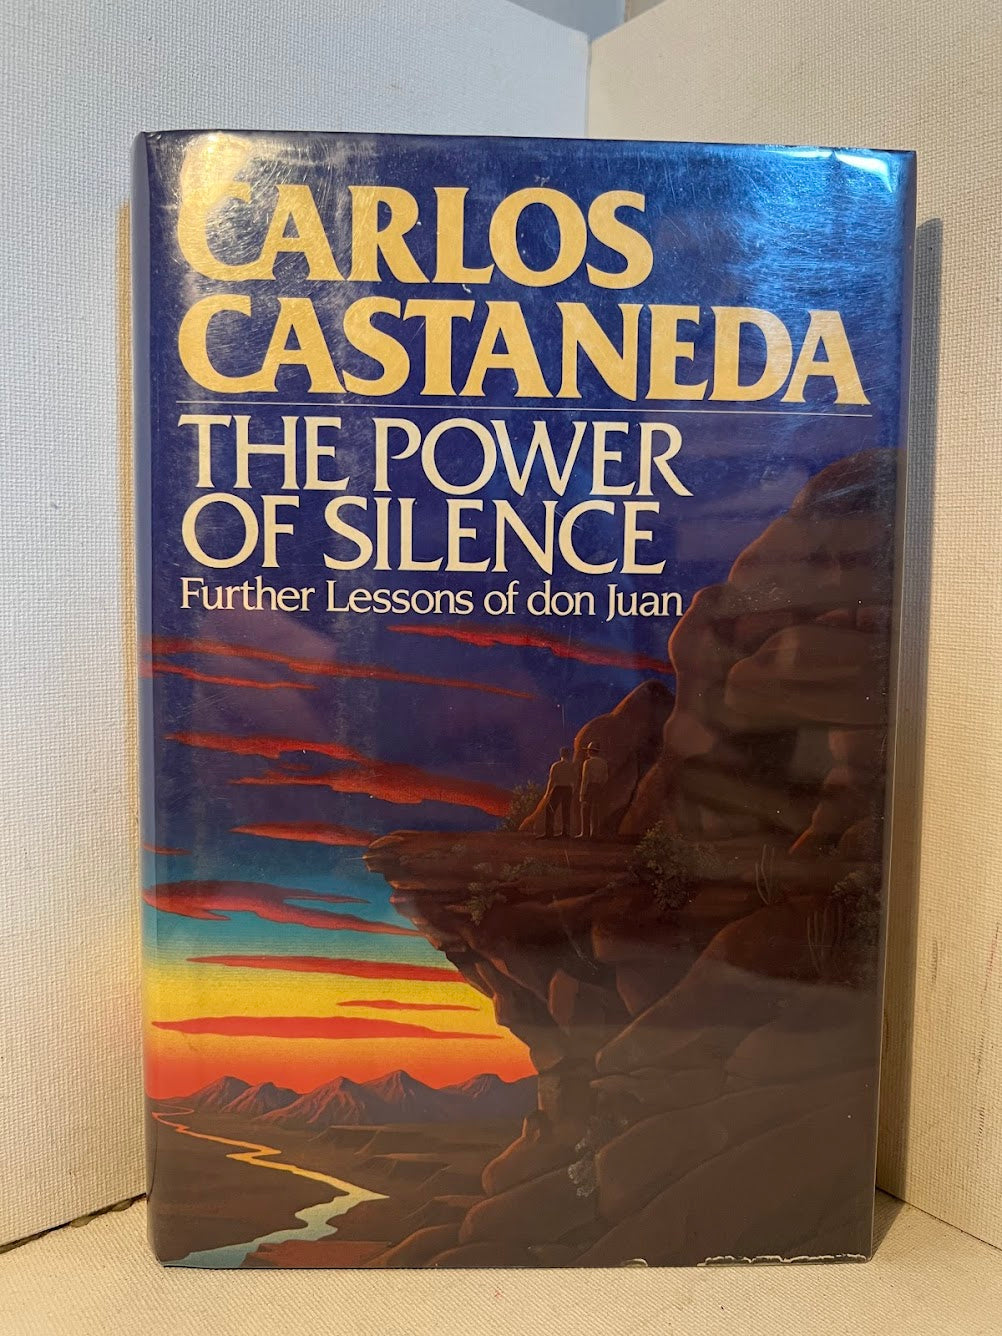 CARLOS
CASTANEDA
THE POWER
OF SILENCE
Further Lessons of don Juan